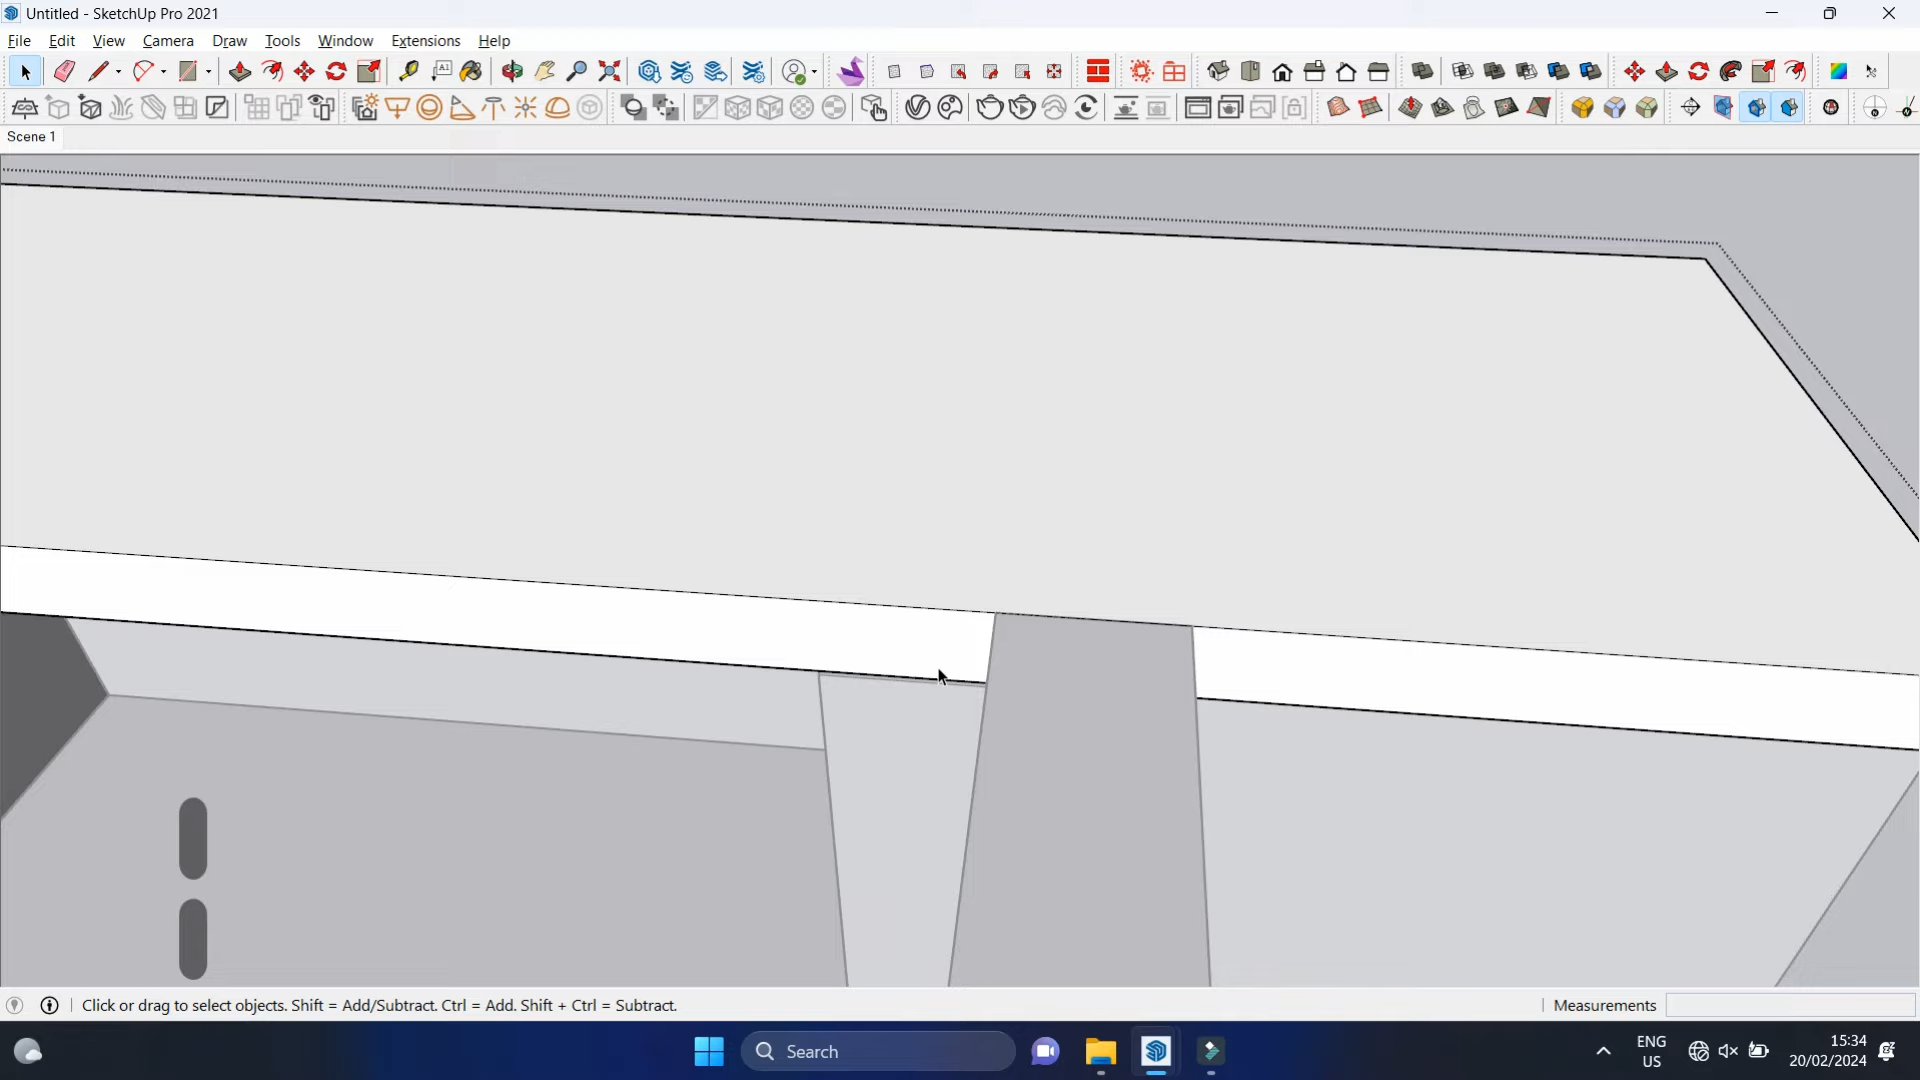 Untitled - SketchUp Pro 2021
File Edit View Camera Draw Tools Window Extensions Help
A1
Scene 1
Click or drag to select objects. Shift = Add/Subtract. Ctrl = Add. Shift + Ctrl = Subtract.
Measurements
Search
ENG
US
15:34
20/02/2024